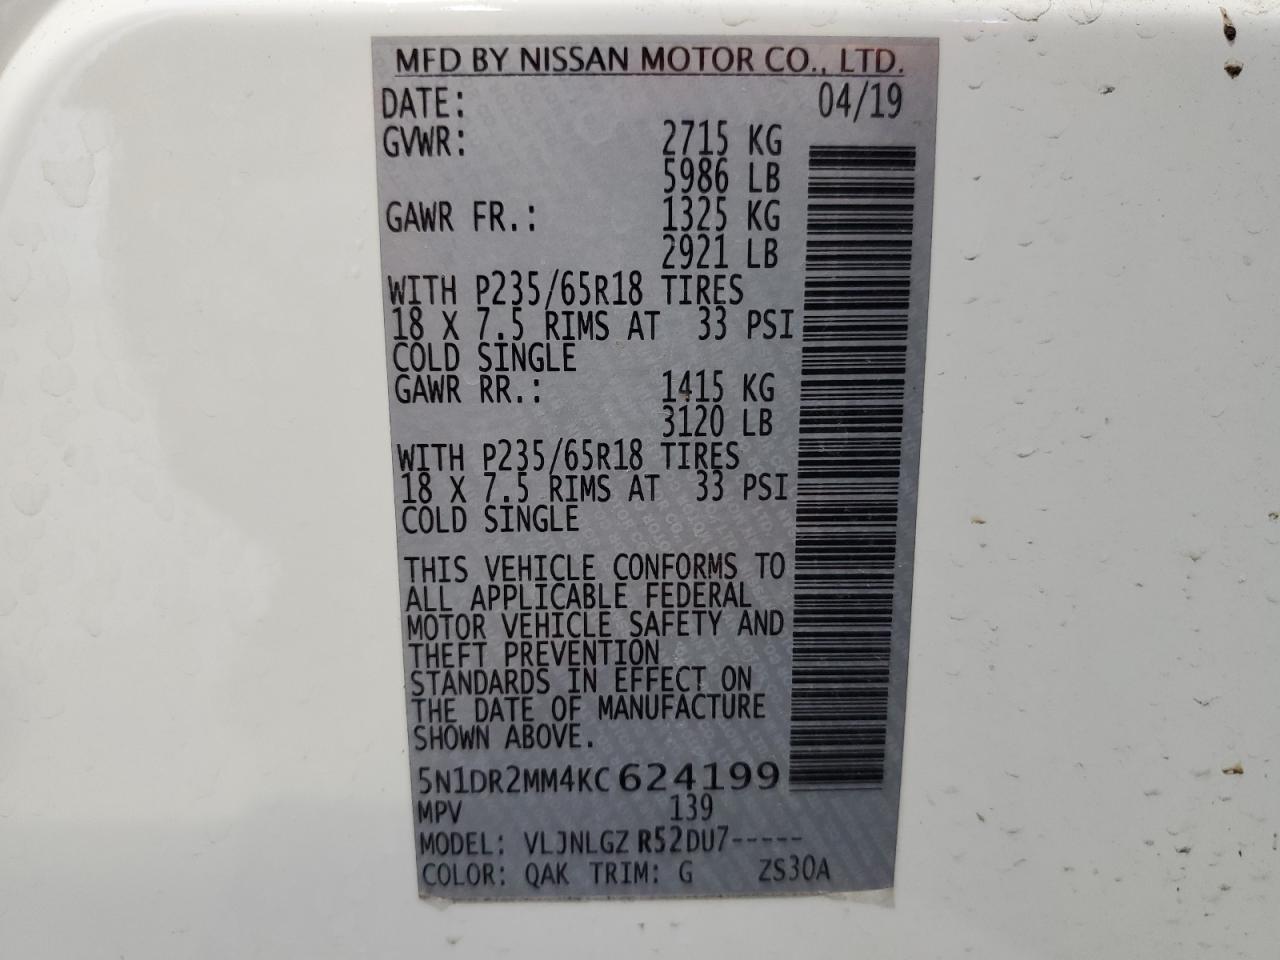 MFD BY NISSAN MOTOR CO., LTD.
DATE: 04/19
GVWR: 2715 KG
5986 LB
GAWR FR.: 1325 KG
2921 LB
WITH P235/65R18 TIRES
18 X 7.5 RIMS AT 33 PSI
COLD SINGLE
GAWR RR.: 1415 KG
3120 LB
WITH P235/65R18 TIRES
18 X 7.5 RIMS AT 33 PSI
COLD SINGLE
THIS VEHICLE CONFORMS TO
ALL APPLICABLE FEDERAL
MOTOR VEHICLE SAFETY AND
THEFT PREVENTION
STANDARDS IN EFFECT ON
THE DATE OF MANUFACTURE
SHOWN ABOVE.
5N1DR2MM4KC624199
MPV 139
MODEL: VLJNLGZ R52DU7-----
COLOR: QAK TRIM: G ZS30A